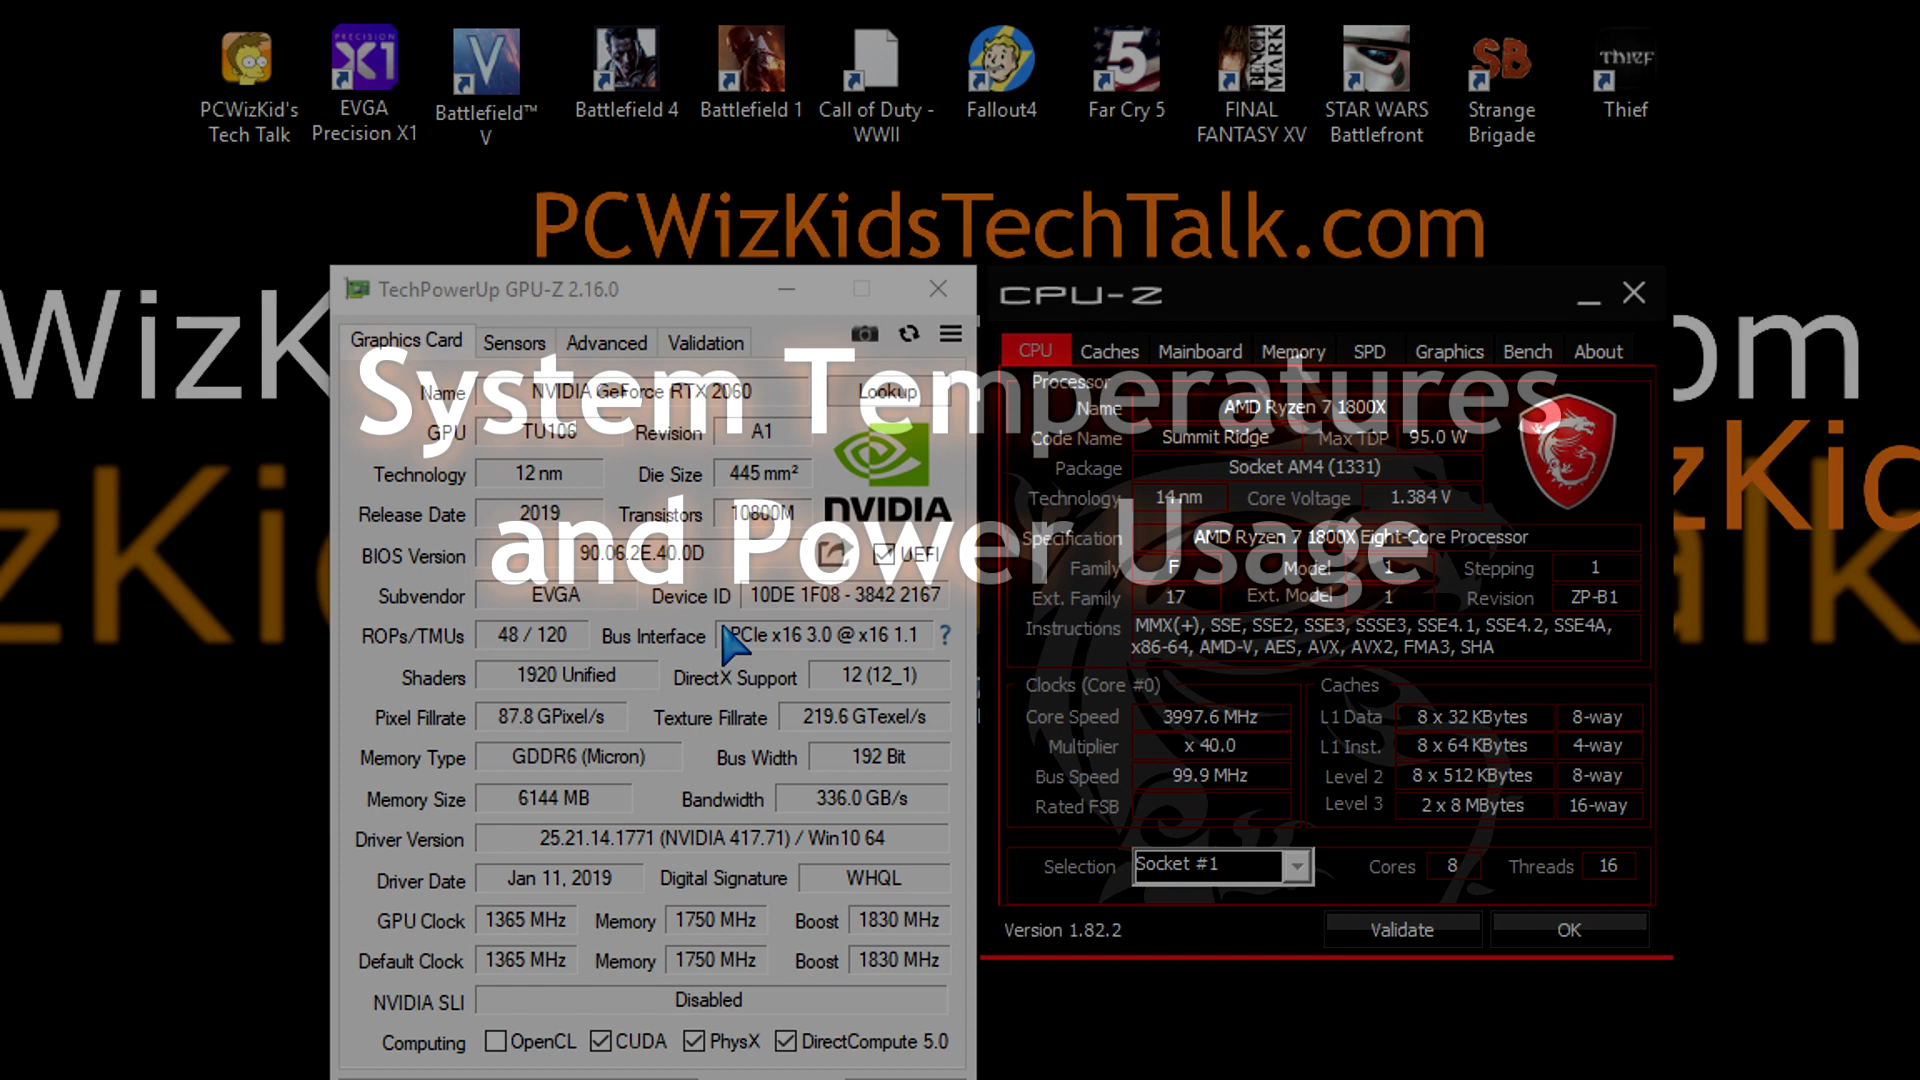 PCWizKid's
Tech Talk
EVGA
Precision X1
Battlefield™
V
Battlefield 4
Battlefield 1
Call of Duty -
WWII
Fallout4
Far Cry 5
FINAL
FANTASY XV
STAR WARS
Battlefront
Strange
Brigade
Thief
PRECISION
X1
V
5
BENCH
MARK
SB
THIEF
PCWizKidsTechTalk.com
WizK
om
zKi
zKic
k
TechPowerUp GPU-Z 2.16.0
Graphics Card Sensors Advanced Validation
System Temperatures
and Power Usage
Name NVIDIA GeForce RTX 2060 Lookup
GPU TU106 Revision A1
Technology 12 nm Die Size 445 mm²
NVIDIA
Release Date 2019 Transistors 10800M
BIOS Version 90.06.2E.40.0D UEFI
Subvendor EVGA Device ID 10DE 1F08 - 3842 2167
ROPs/TMUs 48 / 120 Bus Interface PCIe x16 3.0 @ x16 1.1 ?
Shaders 1920 Unified DirectX Support 12 (12_1)
Pixel Fillrate 87.8 GPixel/s Texture Fillrate 219.6 GTexel/s
Memory Type GDDR6 (Micron) Bus Width 192 Bit
Memory Size 6144 MB Bandwidth 336.0 GB/s
Driver Version 25.21.14.1771 (NVIDIA 417.71) / Win10 64
Driver Date Jan 11, 2019 Digital Signature WHQL
GPU Clock 1365 MHz Memory 1750 MHz Boost 1830 MHz
Default Clock 1365 MHz Memory 1750 MHz Boost 1830 MHz
NVIDIA SLI Disabled
Computing OpenCL CUDA PhysX DirectCompute 5.0
CPU-Z
CPU Caches Mainboard Memory SPD Graphics Bench About
Processor
Name AMD Ryzen 7 1800X
Code Name Summit Ridge Max TDP 95.0 W
Package Socket AM4 (1331)
Technology 14 nm Core Voltage 1.384 V
Specification AMD Ryzen 7 1800X Eight-Core Processor
Family F Model 1 Stepping 1
Ext. Family 17 Ext. Model 1 Revision ZP-B1
Instructions MMX(+), SSE, SSE2, SSE3, SSSE3, SSE4.1, SSE4.2, SSE4A,
x86-64, AMD-V, AES, AVX, AVX2, FMA3, SHA
Clocks (Core #0)
Core Speed 3997.6 MHz
Multiplier x 40.0
Bus Speed 99.9 MHz
Rated FSB
Caches
L1 Data 8 x 32 KBytes 8-way
L1 Inst. 8 x 64 KBytes 4-way
Level 2 8 x 512 KBytes 8-way
Level 3 2 x 8 MBytes 16-way
Selection Socket #1 Cores 8 Threads 16
Version 1.82.2 Validate OK